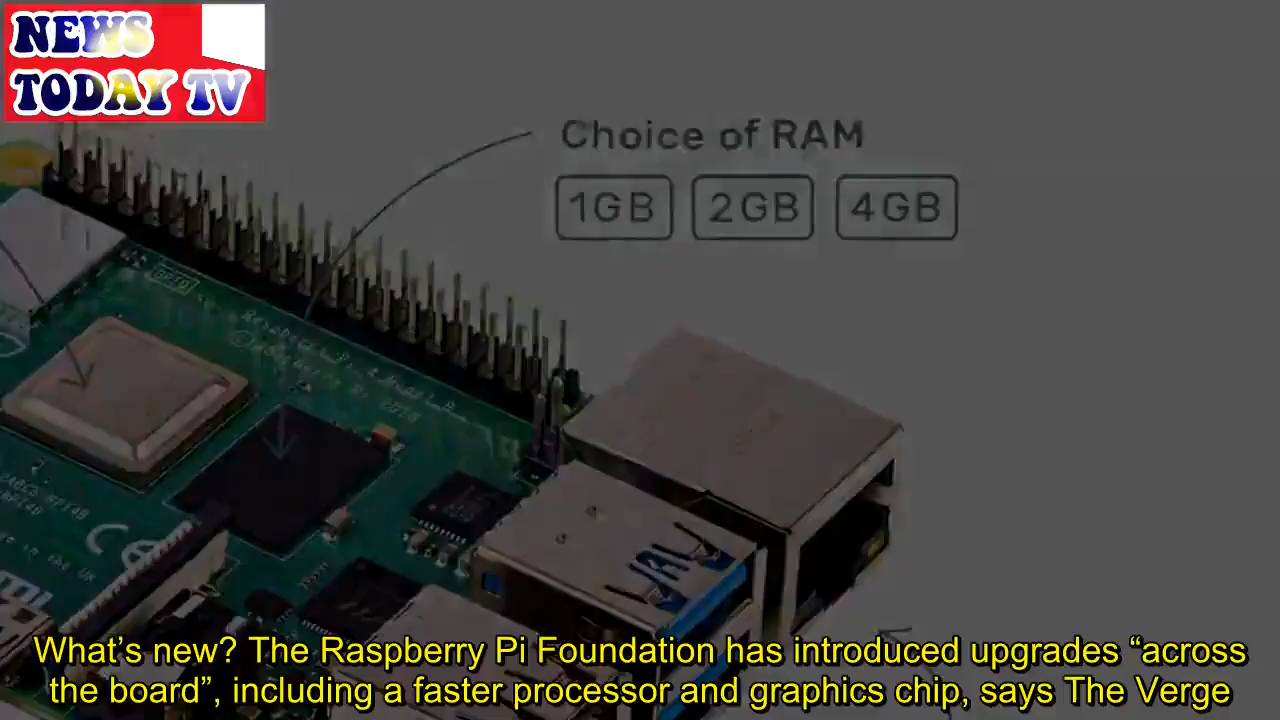 NEWS
TODAY TV
Choice of RAM
1GB 2GB 4GB
GPIO
What’s new? The Raspberry Pi Foundation has introduced upgrades “across
the board”, including a faster processor and graphics chip, says The Verge